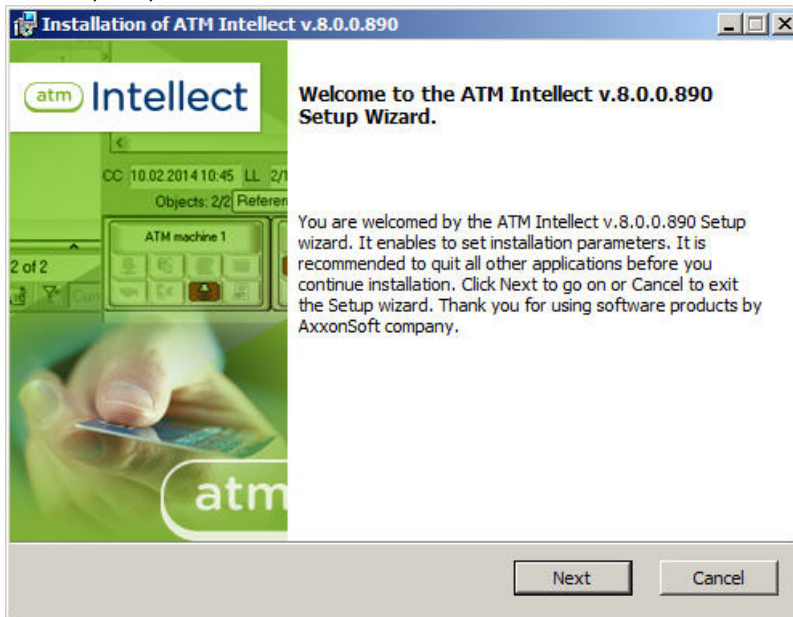 Installation of ATM Intellect v.8.0.0.890
atm Intellect
CC 10.02.2014 10:45 LL
Objects: 2/2
ATM machine 1
2 of 2
atm
Welcome to the ATM Intellect v.8.0.0.890
Setup Wizard.
You are welcomed by the ATM Intellect v.8.0.0.890 Setup
wizard. It enables to set installation parameters. It is
recommended to quit all other applications before you
continue installation. Click Next to go on or Cancel to exit
the Setup wizard. Thank you for using software products by
AxxonSoft company.
Next
Cancel